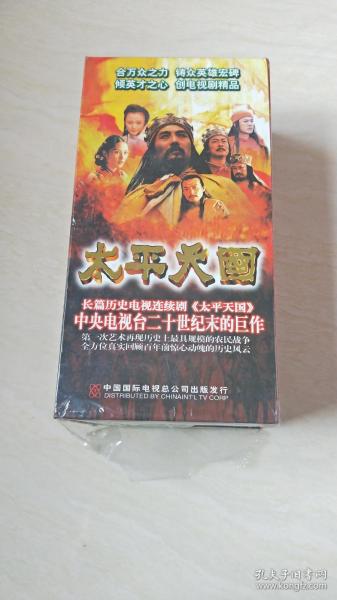 合万众之力 铸众英雄宏碑
倾英才之心 创电视剧精品
太平天国
长篇历史电视连续剧《太平天国》
中央电视台二十世纪末的巨作
第一次艺术再现历史上最具规模的农民战争
全方位真实回顾百年前惊心动魄的历史风云
中国国际电视总公司出版发行
DISTRIBUTED BY CHINAINT'L TV CORP
孔夫子旧书网